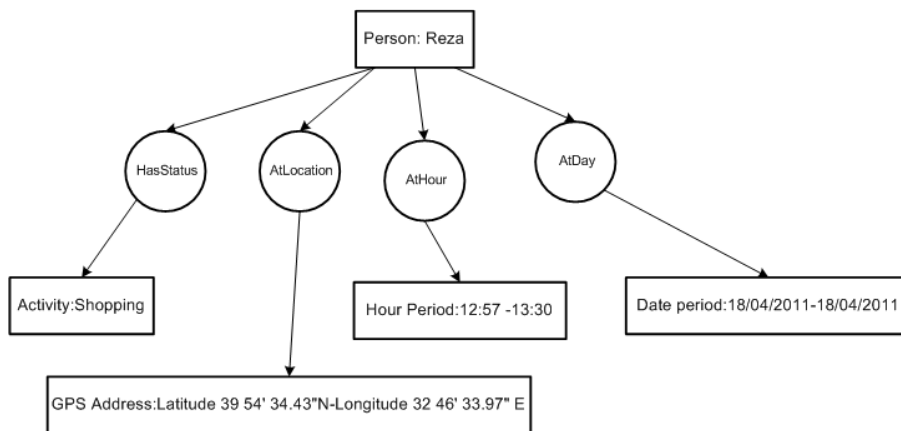 Person: Reza
HasStatus
AtLocation
AtHour
AtDay
Activity:Shopping
Hour Period:12:57 -13:30
Date period:18/04/2011-18/04/2011
GPS Address:Latitude 39 54' 34.43"N-Longitude 32 46' 33.97" E